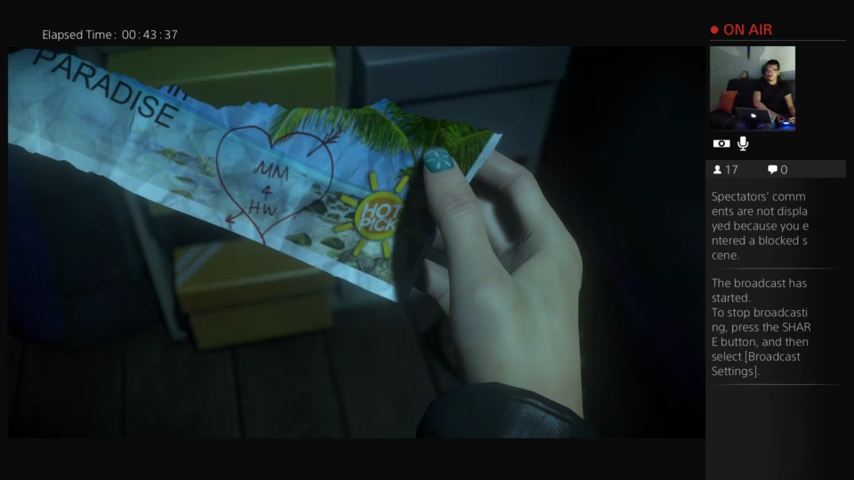 Elapsed Time : 00:43:37
ON AIR
PARADISE
in
MM
4
HW
HOT
PICK
17
0
Spectators' comm
ents are not displa
yed because you e
ntered a blocked s
cene.
The broadcast has
started.
To stop broadcasti
ng, press the SHAR
E button, and then
select [Broadcast
Settings].